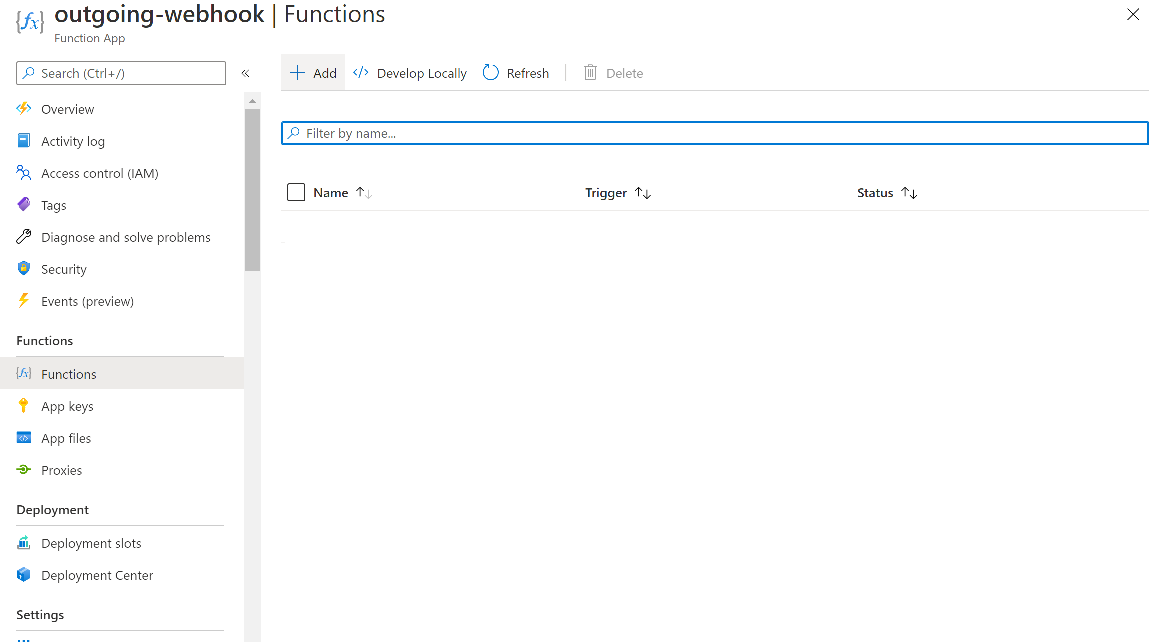 outgoing-webhook | Functions
Function App
Search (Ctrl+/)
«
Overview
Activity log
Access control (IAM)
Tags
Diagnose and solve problems
Security
Events (preview)
Functions
Functions
App keys
App files
Proxies
Deployment
Deployment slots
Deployment Center
Settings
Add Develop Locally Refresh Delete
Filter by name...
Name Trigger Status